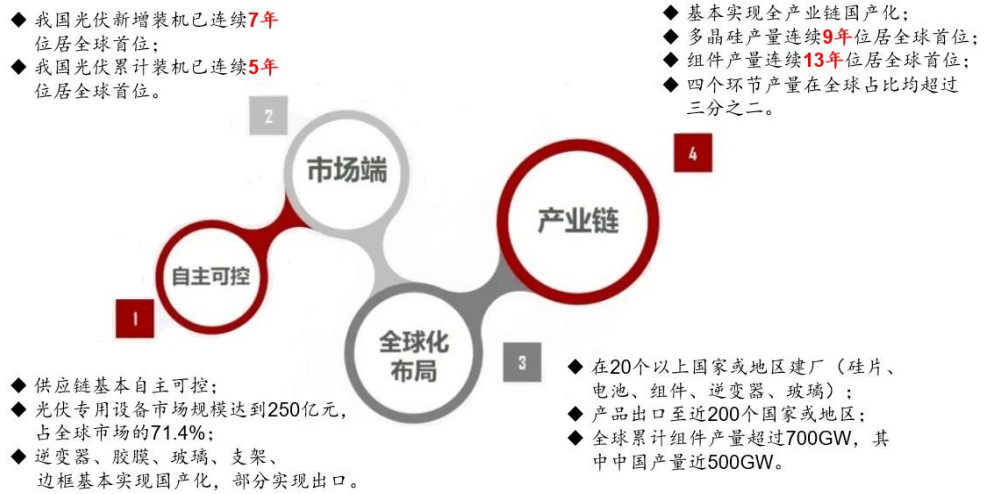 ◆ 我国光伏新增装机已连续7年
位居全球首位；
◆ 我国光伏累计装机已连续5年
位居全球首位。
◆ 基本实现全产业链国产化；
◆ 多晶硅产量连续9年位居全球首位；
◆ 组件产量连续13年位居全球首位；
◆ 四个环节产量在全球占比均超过
三分之二。
2
市场端
4
产业链
自主可控
1
全球化
布局
3
◆ 供应链基本自主可控；
◆ 光伏专用设备市场规模达到250亿元，
占全球市场的71.4%；
◆ 逆变器、胶膜、玻璃、支架、
边框基本实现国产化，部分实现出口。
◆ 在20个以上国家或地区建厂（硅片、
电池、组件、逆变器、玻璃）；
◆ 产品出口至近200个国家或地区；
◆ 全球累计组件产量超过700GW，其
中中国产量近500GW。